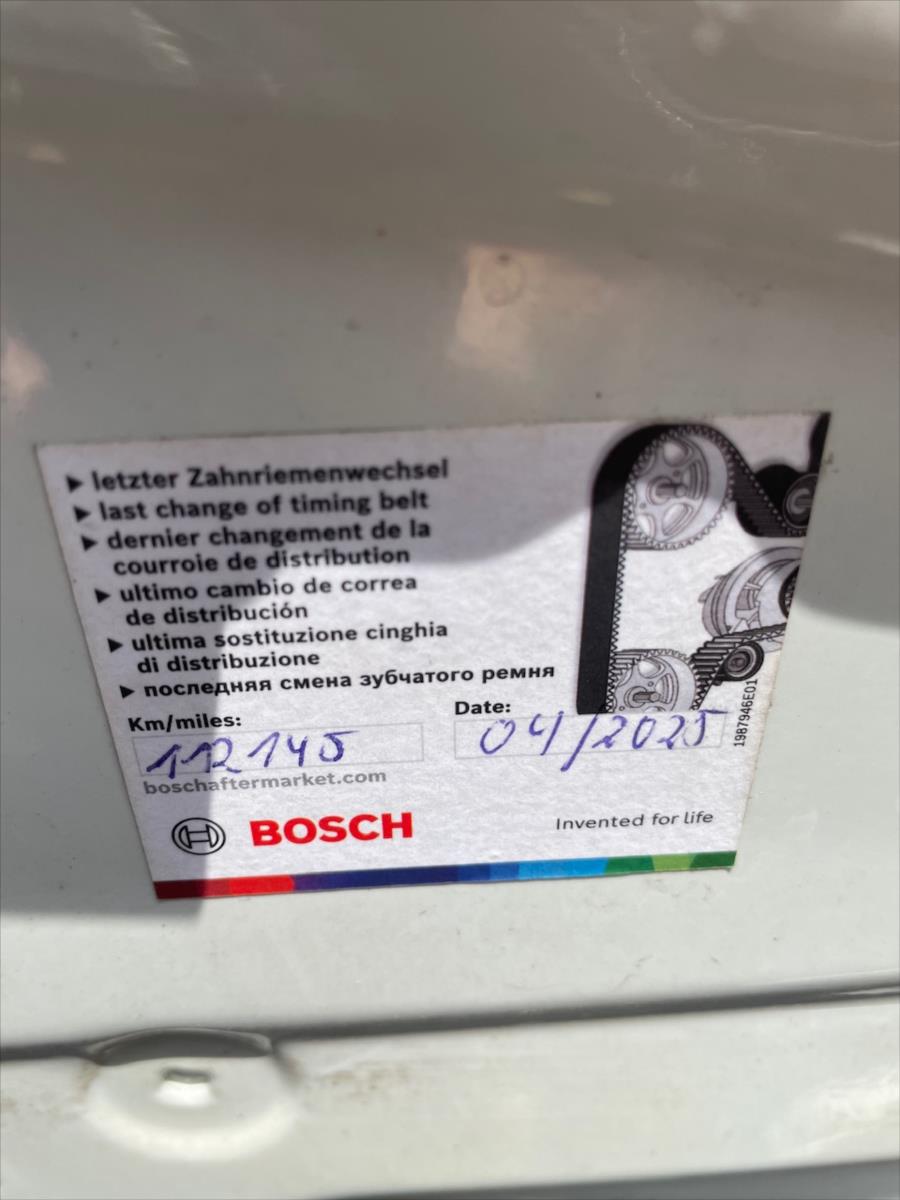 ► letzter Zahnriemenwechsel
► last change of timing belt
► dernier changement de la
courroie de distribution
► ultimo cambio de correa
de distribución
► ultima sostituzione cinghia
di distribuzione
► последняя смена зубчатого ремня
Km/miles:
112145
Date:
04/2025
1987946E01
boschaftermarket.com
BOSCH
Invented for life